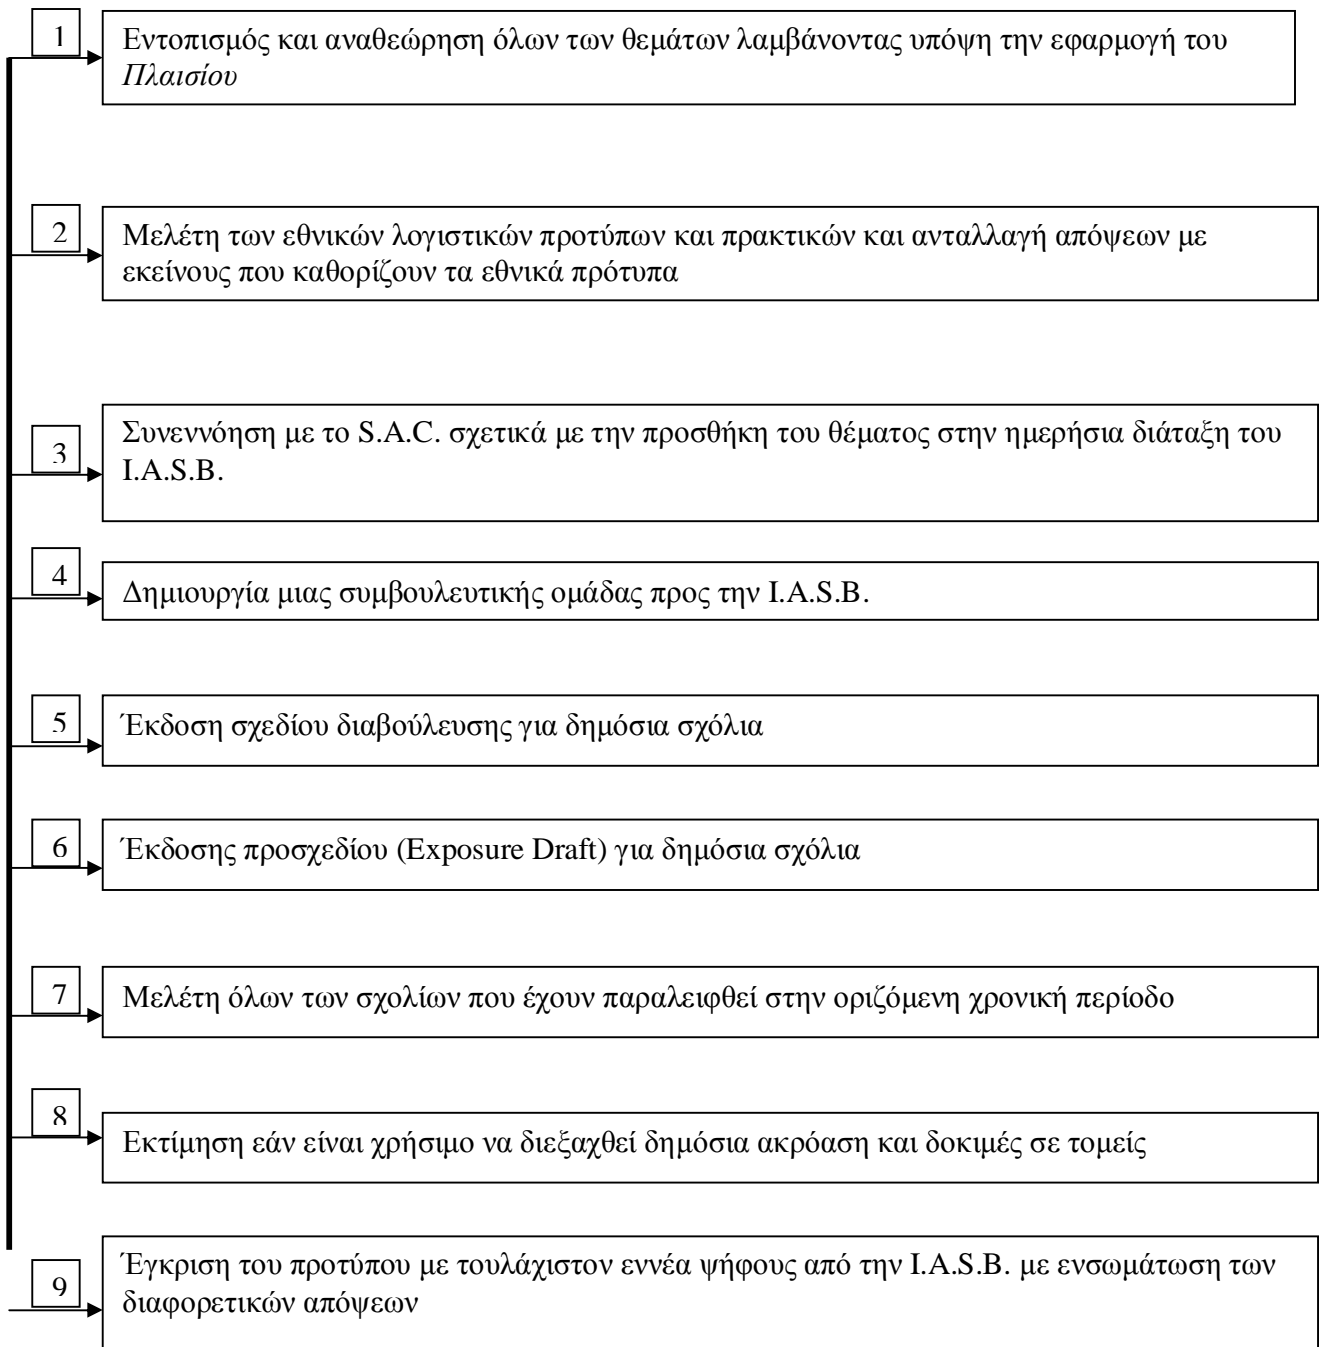 1
Εντοπισμός και αναθεώρηση όλων των θεμάτων λαμβάνοντας υπόψη την εφαρμογή του
Πλαισίου
2
Μελέτη των εθνικών λογιστικών προτύπων και πρακτικών και ανταλλαγή απόψεων με
εκείνους που καθορίζουν τα εθνικά πρότυπα
3
Συνεννόηση με το S.A.C. σχετικά με την προσθήκη του θέματος στην ημερήσια διάταξη του
I.A.S.B.
4
Δημιουργία μιας συμβουλευτικής ομάδας προς την I.A.S.B.
5
Έκδοση σχεδίου διαβούλευσης για δημόσια σχόλια
6
Έκδοσης προσχεδίου (Exposure Draft) για δημόσια σχόλια
7
Μελέτη όλων των σχολίων που έχουν παραλειφθεί στην οριζόμενη χρονική περίοδο
8
Εκτίμηση εάν είναι χρήσιμο να διεξαχθεί δημόσια ακρόαση και δοκιμές σε τομείς
9
Έγκριση του προτύπου με τουλάχιστον εννέα ψήφους από την I.A.S.B. με ενσωμάτωση των
διαφορετικών απόψεων